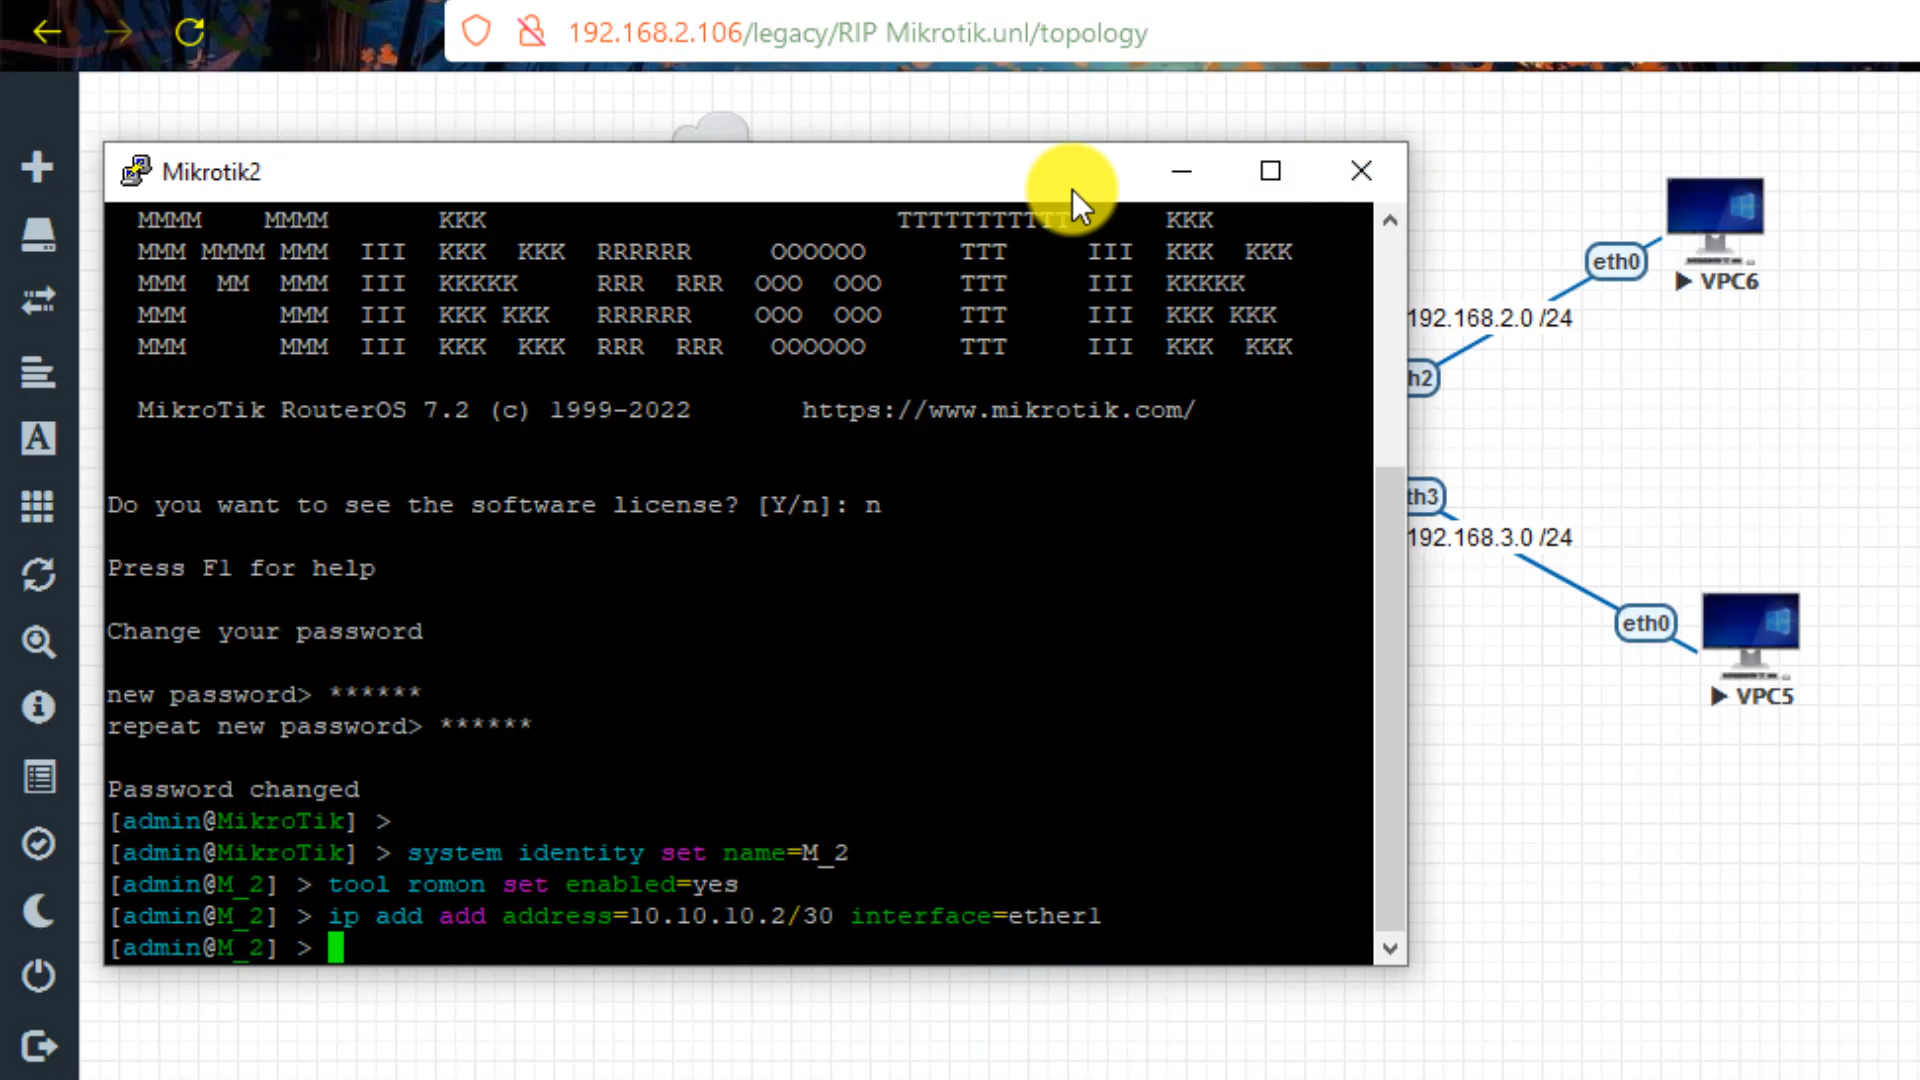 192.168.2.106/legacy/RIP Mikrotik.unl/topology
Mikrotik2
MMMM    MMMM       KKK                          TTTTTTTTTTT      KKK
MMM MMMM MMM  III  KKK  KKK  RRRRRR     OOOOOO      TTT     III  KKK  KKK
MMM  MM  MMM  III  KKKKK     RRR  RRR  OOO  OOO     TTT     III  KKKKK
MMM      MMM  III  KKK KKK   RRRRRR    OOO  OOO     TTT     III  KKK KKK
MMM      MMM  III  KKK  KKK  RRR  RRR   OOOOOO      TTT     III  KKK  KKK
MikroTik RouterOS 7.2 (c) 1999-2022       https://www.mikrotik.com/
Do you want to see the software license? [Y/n]: n
Press F1 for help
Change your password
new password> ******
repeat new password> ******
Password changed
[admin@MikroTik] >
[admin@MikroTik] > system identity set name=M_2
[admin@M_2] > tool romon set enabled=yes
[admin@M_2] > ip add add address=10.10.10.2/30 interface=ether1
[admin@M_2] >
eth0
VPC6
192.168.2.0 /24
h2
th3
192.168.3.0 /24
eth0
VPC5